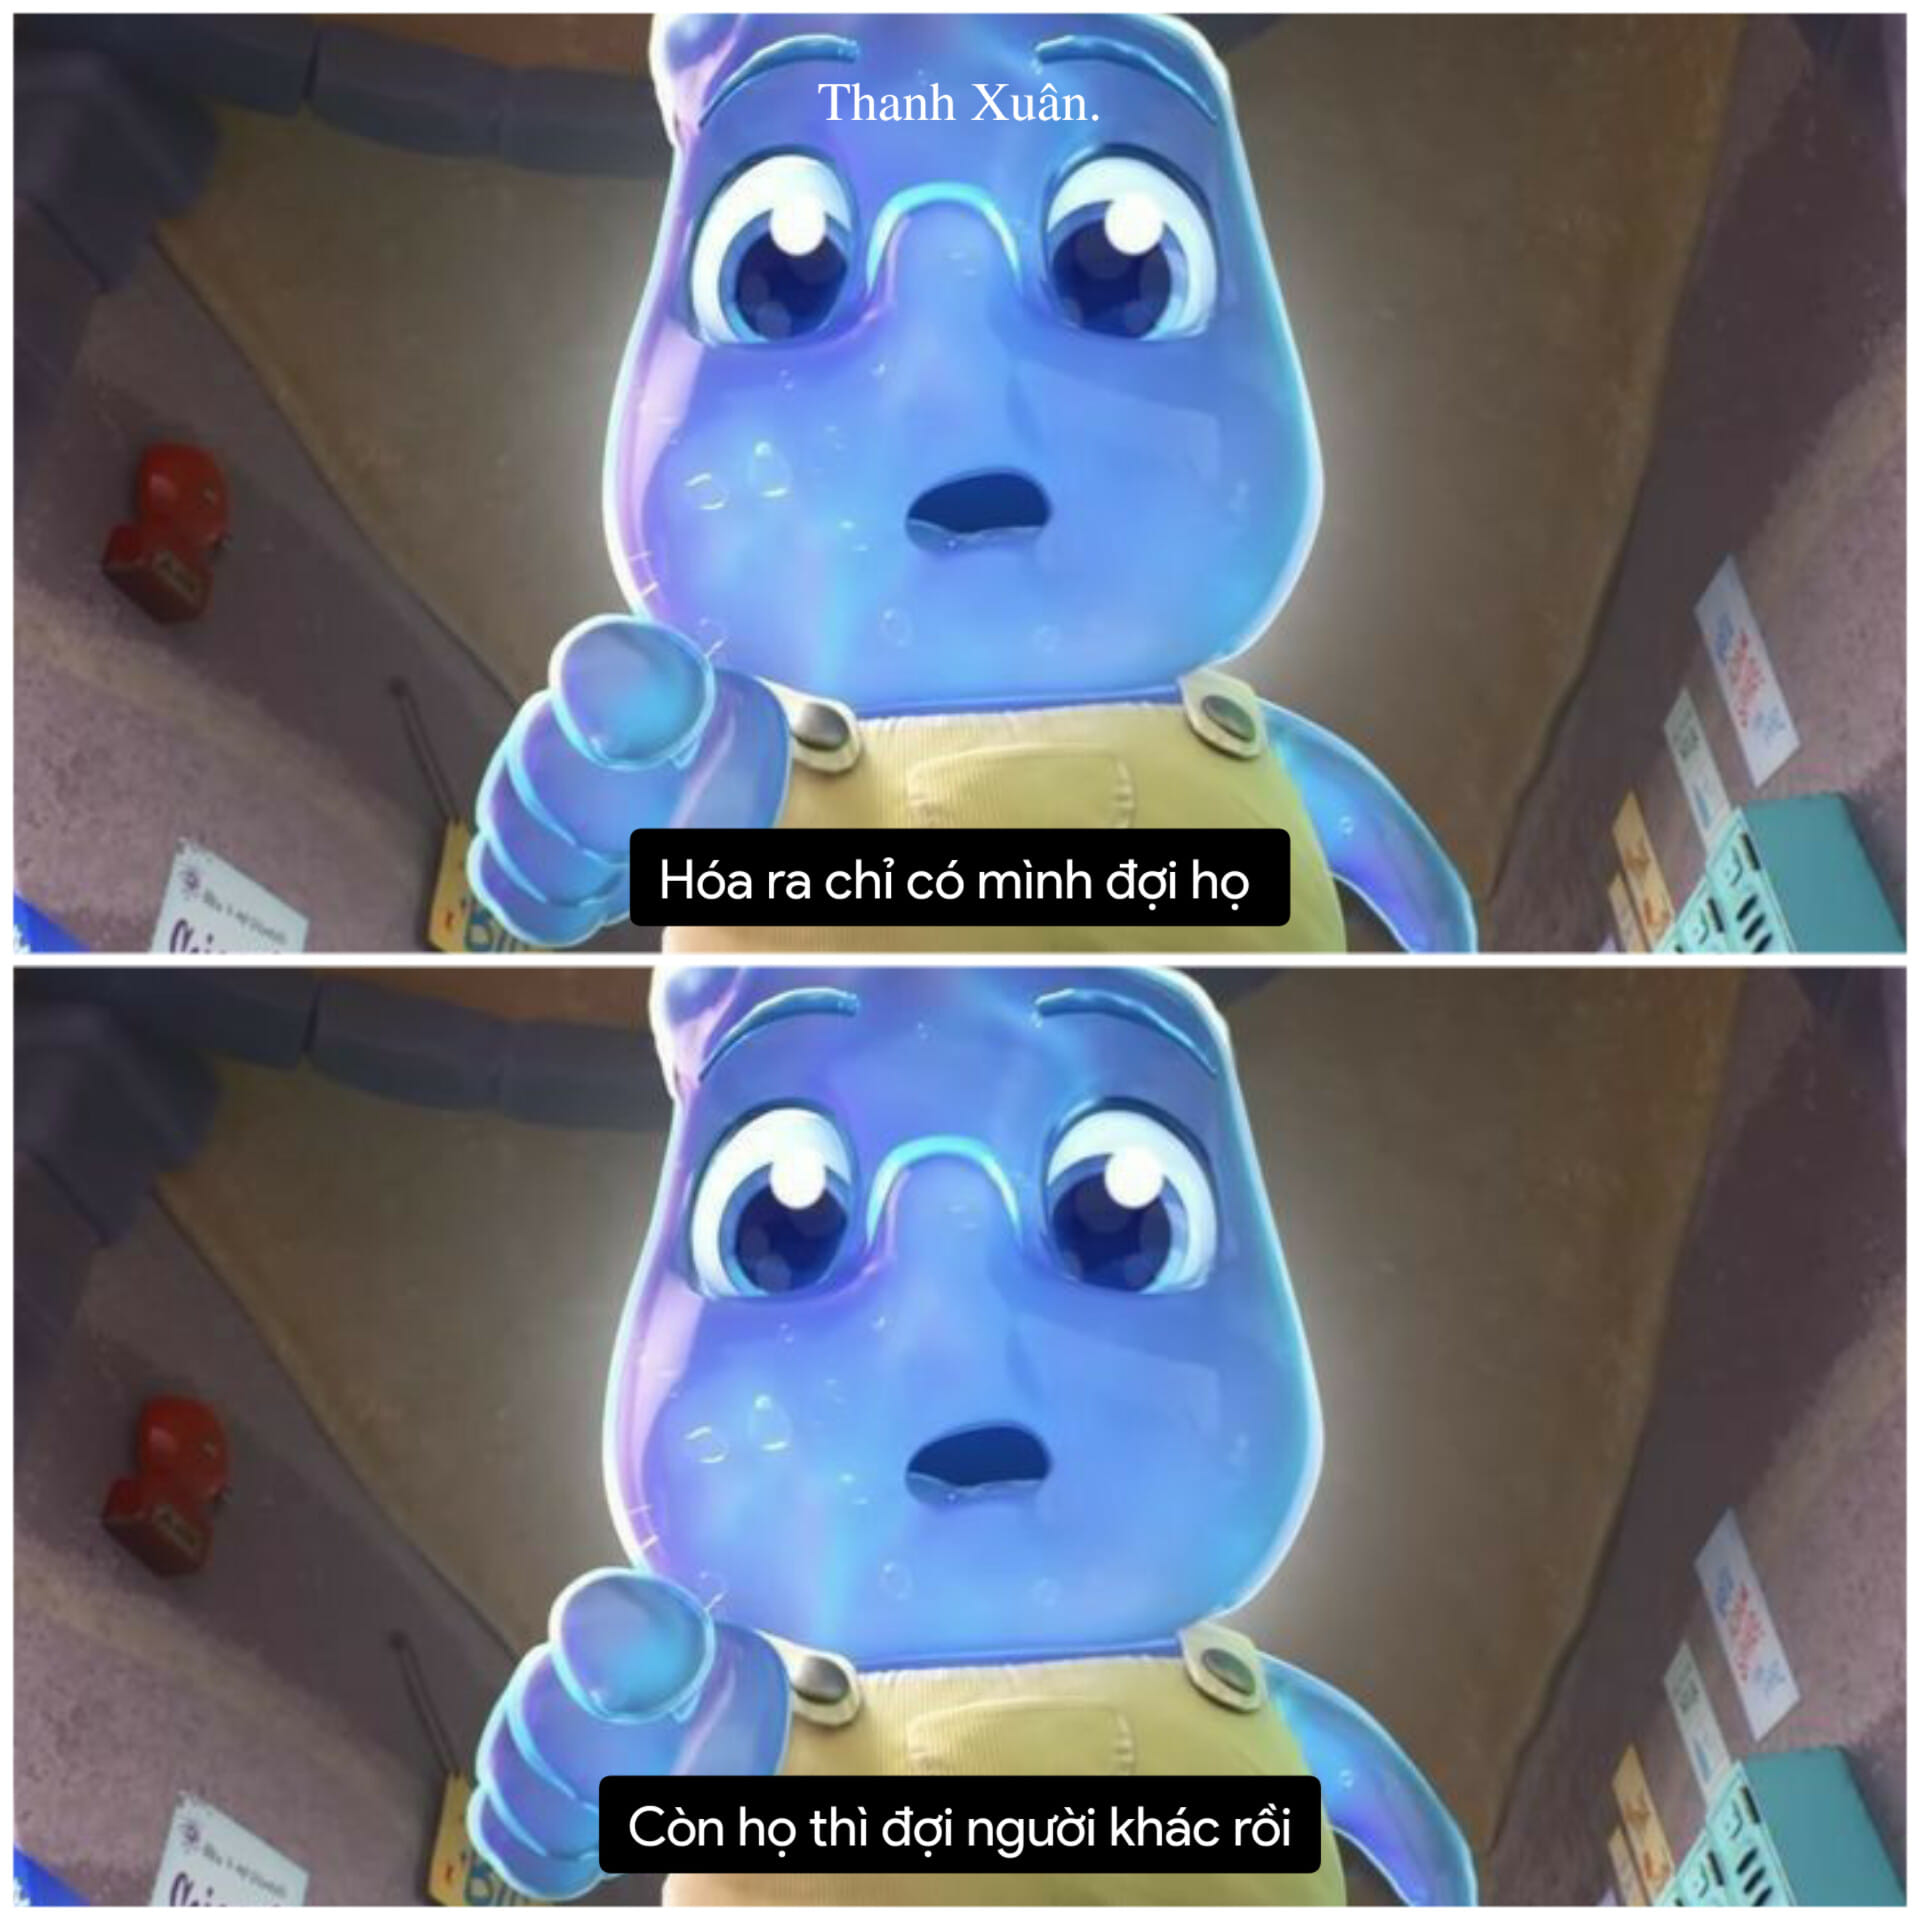 Thanh Xuân.
Hóa ra chỉ có mình đợi họ
Còn họ thì đợi người khác rồi